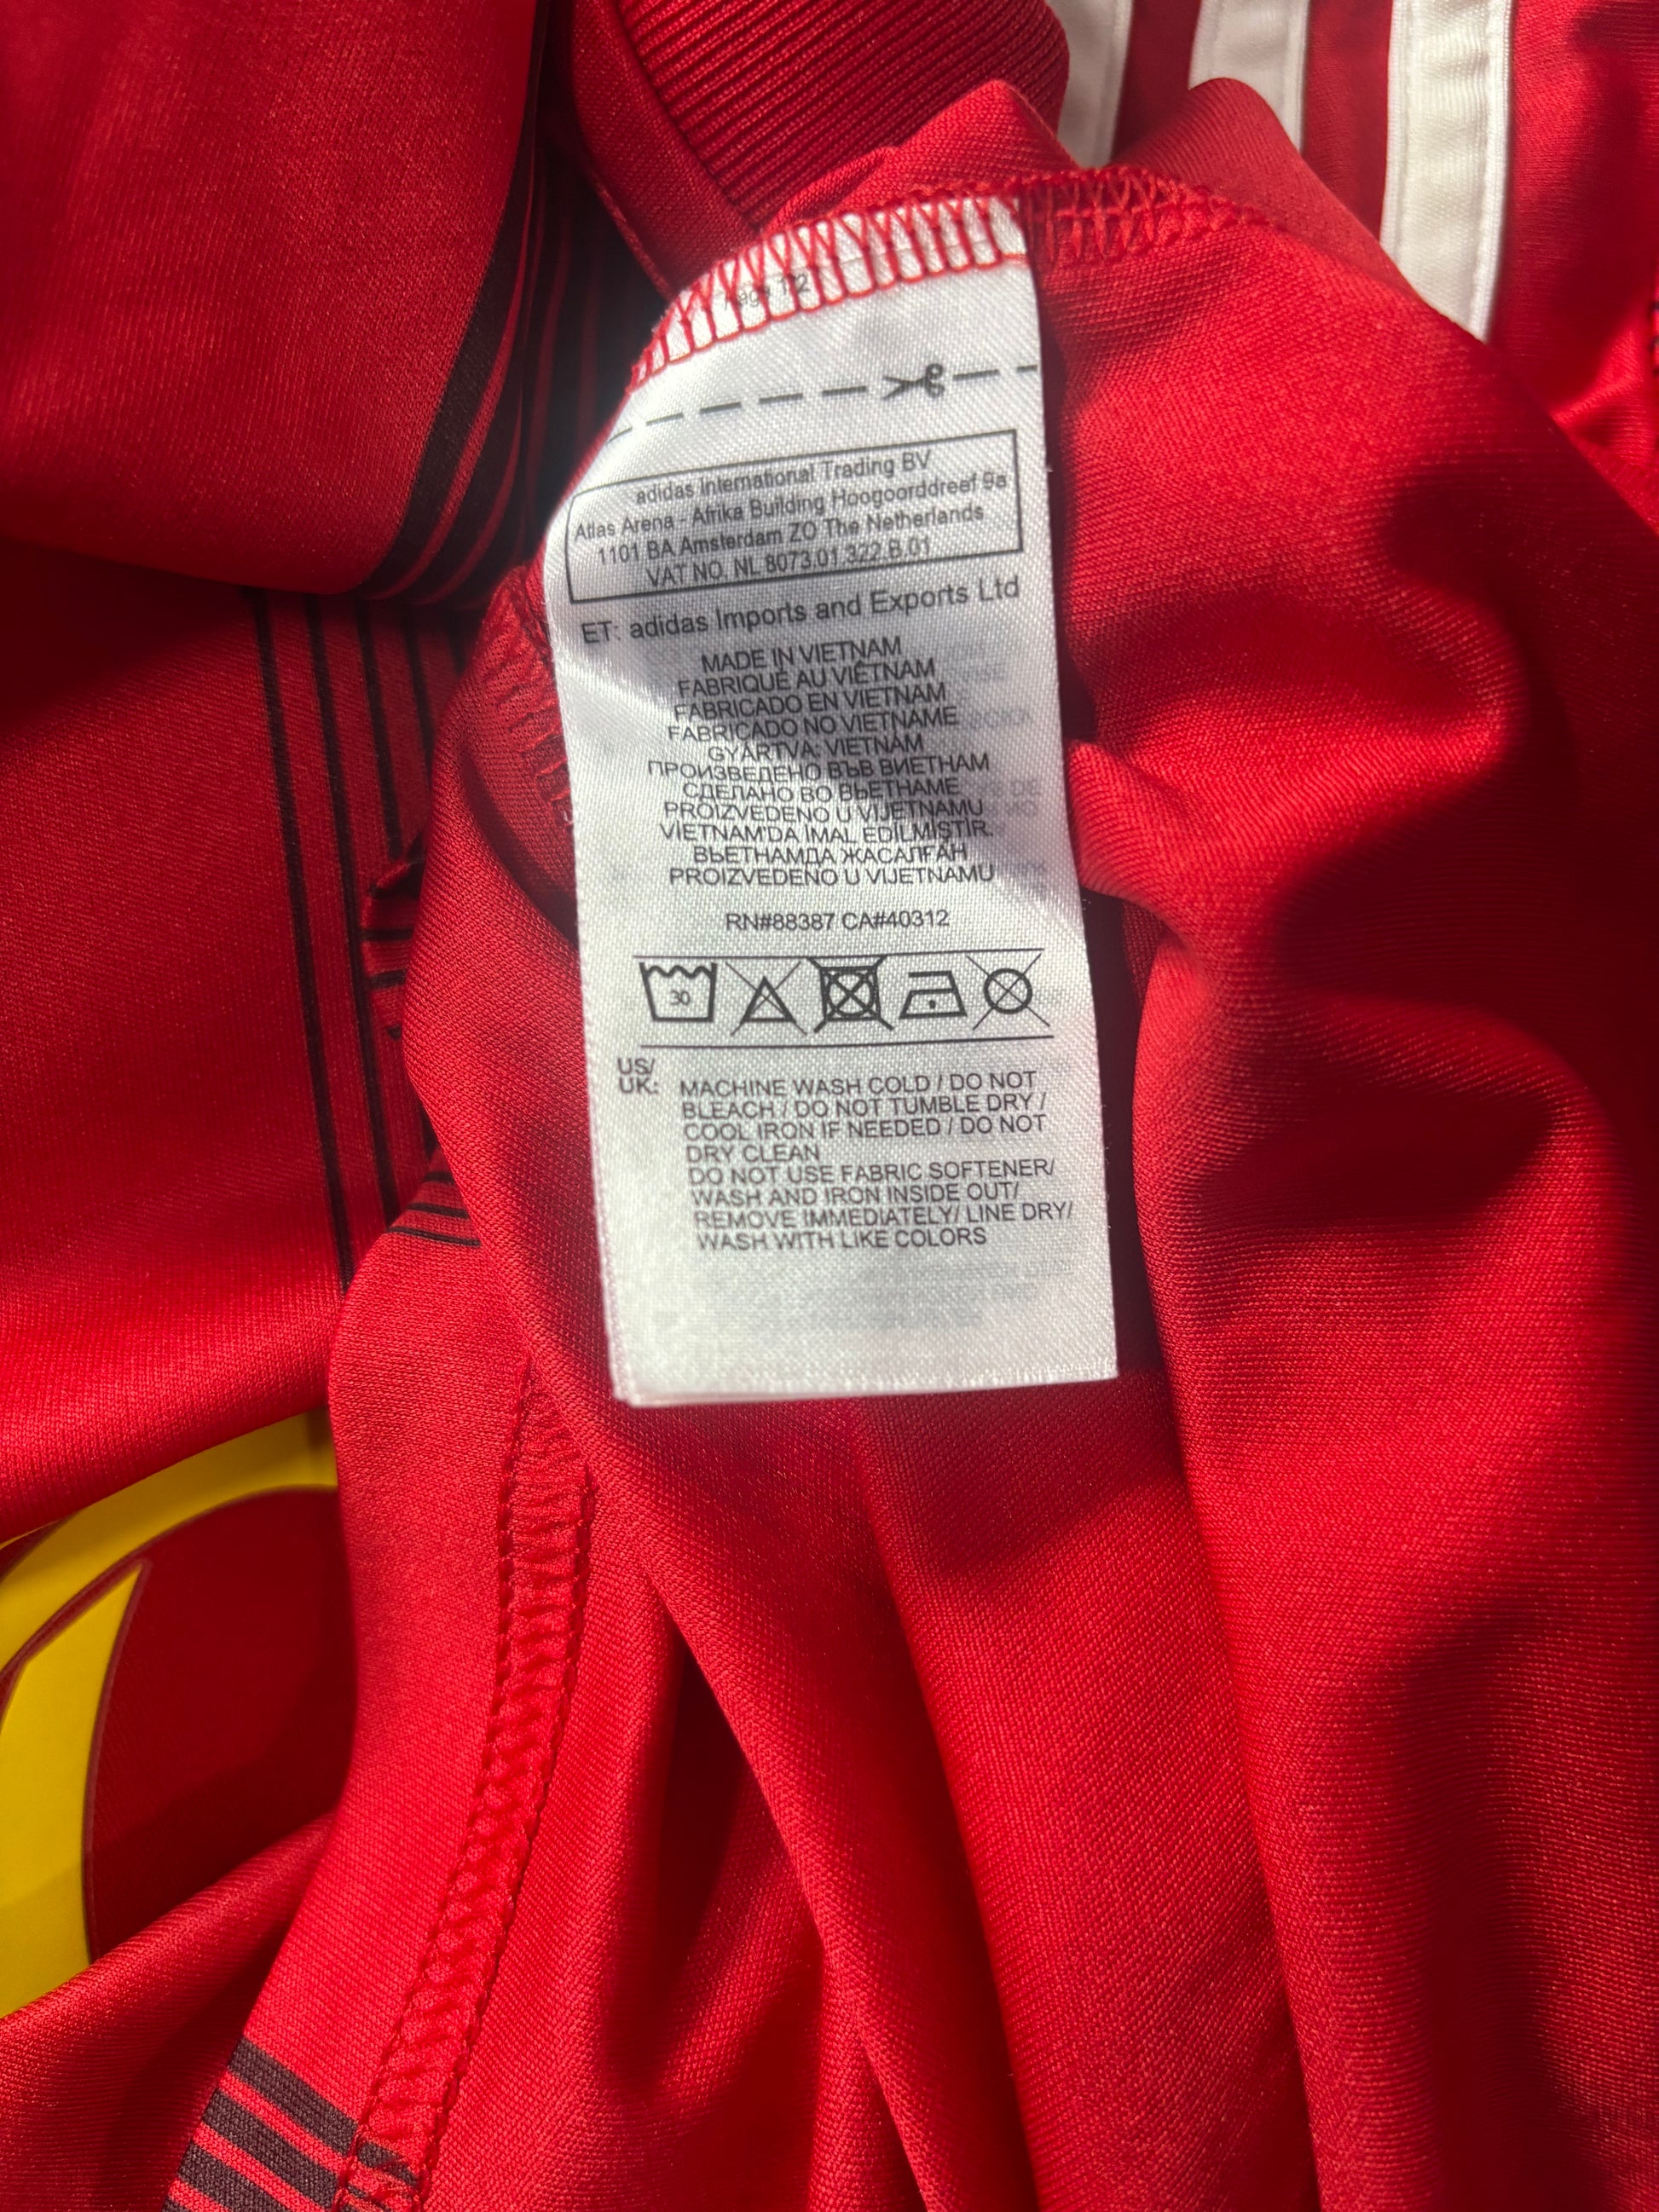 adidas International Trading BV
Atlas Arena - Afrika Building Hoogoorddreef 9a
1101 BA Amsterdam ZO The Netherlands
VAT NO. NL 8073.01.322.B.01
ET: adidas Imports and Exports Ltd
MADE IN VIETNAM
FABRIQUÉ AU VIÊTNAM
FABRICADO EN VIETNAM
FABRICADO NO VIETNAME
GYÁRTVA: VIETNAM
ПРОИЗВЕДЕНО ВЪВ ВИЕТНАМ
СДЕЛАНО ВО ВЬЕТНАМЕ
PROIZVEDENO U VIJETNAMU
VİETNAM'DA İMAL EDİLMİŞTİR.
ВЬЕТНАМДА ЖАСАЛҒАН
PROIZVEDENO U VIJETNAMU
RN#88387 CA#40312
30
US/
UK: MACHINE WASH COLD / DO NOT
BLEACH / DO NOT TUMBLE DRY /
COOL IRON IF NEEDED / DO NOT
DRY CLEAN
DO NOT USE FABRIC SOFTENER/
WASH AND IRON INSIDE OUT/
REMOVE IMMEDIATELY/ LINE DRY/
WASH WITH LIKE COLORS